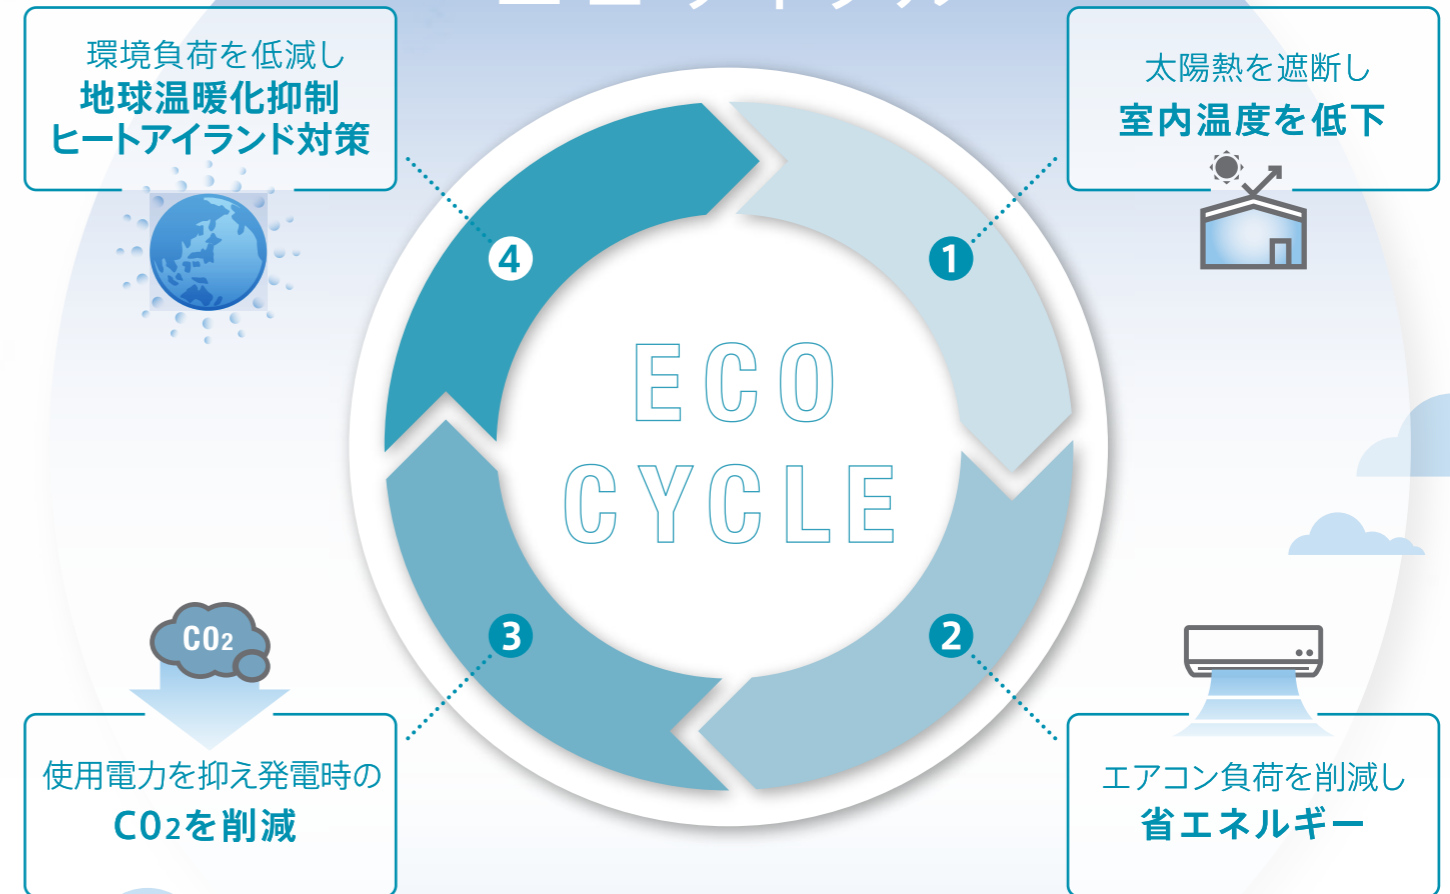 環境負荷を低減し
地球温暖化抑制
ヒートアイランド対策
太陽熱を遮断し
室内温度を低下
4
1
ECO
CYCLE
3
2
CO2
使用電力を抑え発電時の
CO2を削減
エアコン負荷を削減し
省エネルギー